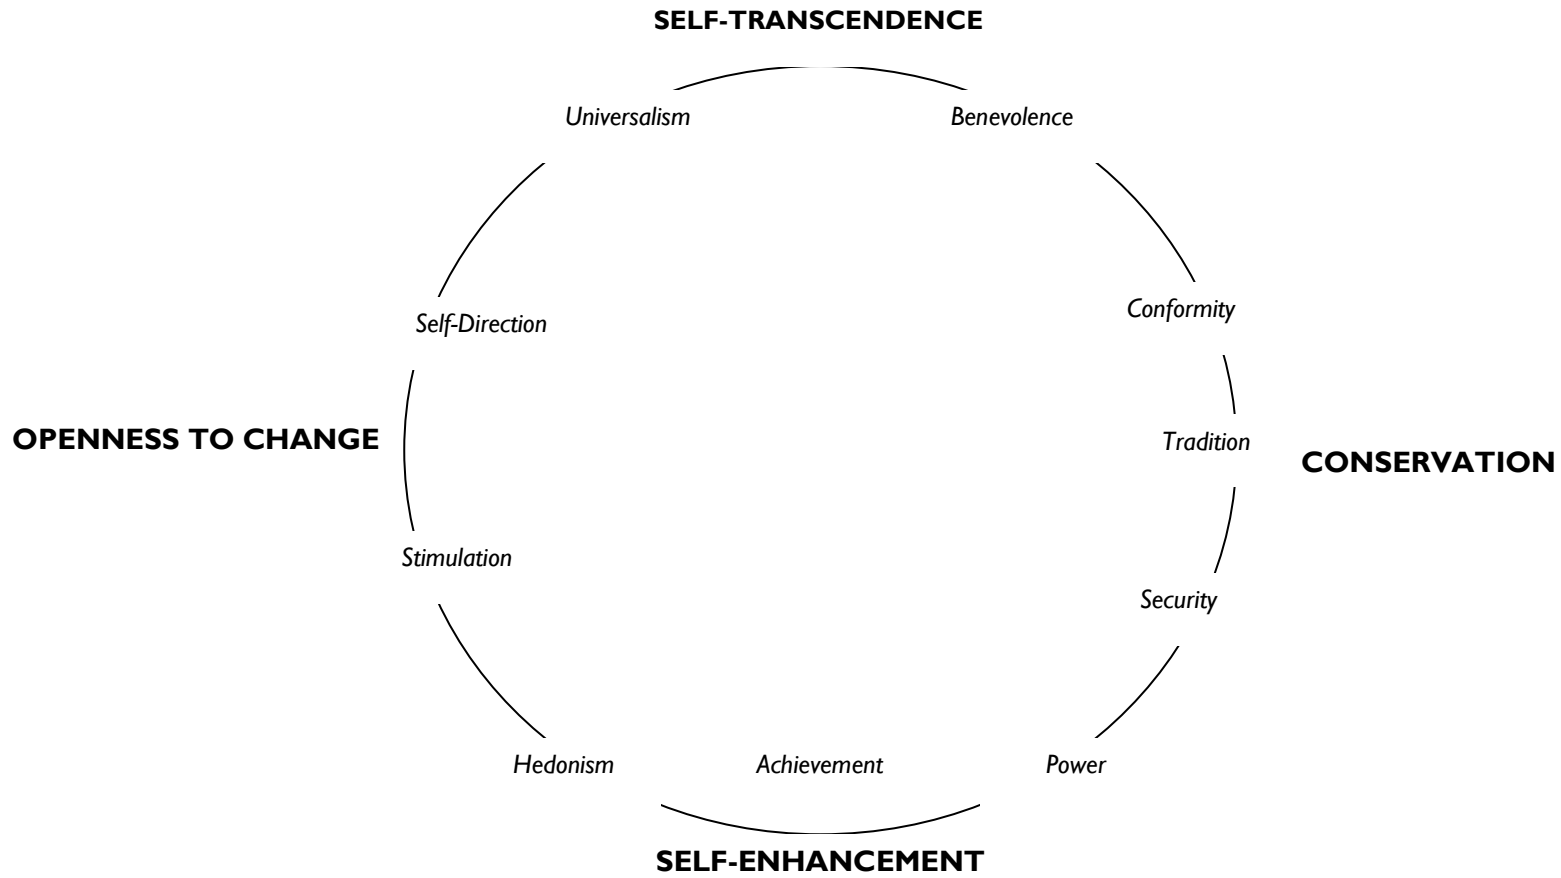 SELF-TRANSCENDENCE
Universalism
Benevolence
Conformity
Self-Direction
OPENNESS TO CHANGE
Tradition
CONSERVATION
Stimulation
Security
Hedonism
Achievement
Power
SELF-ENHANCEMENT